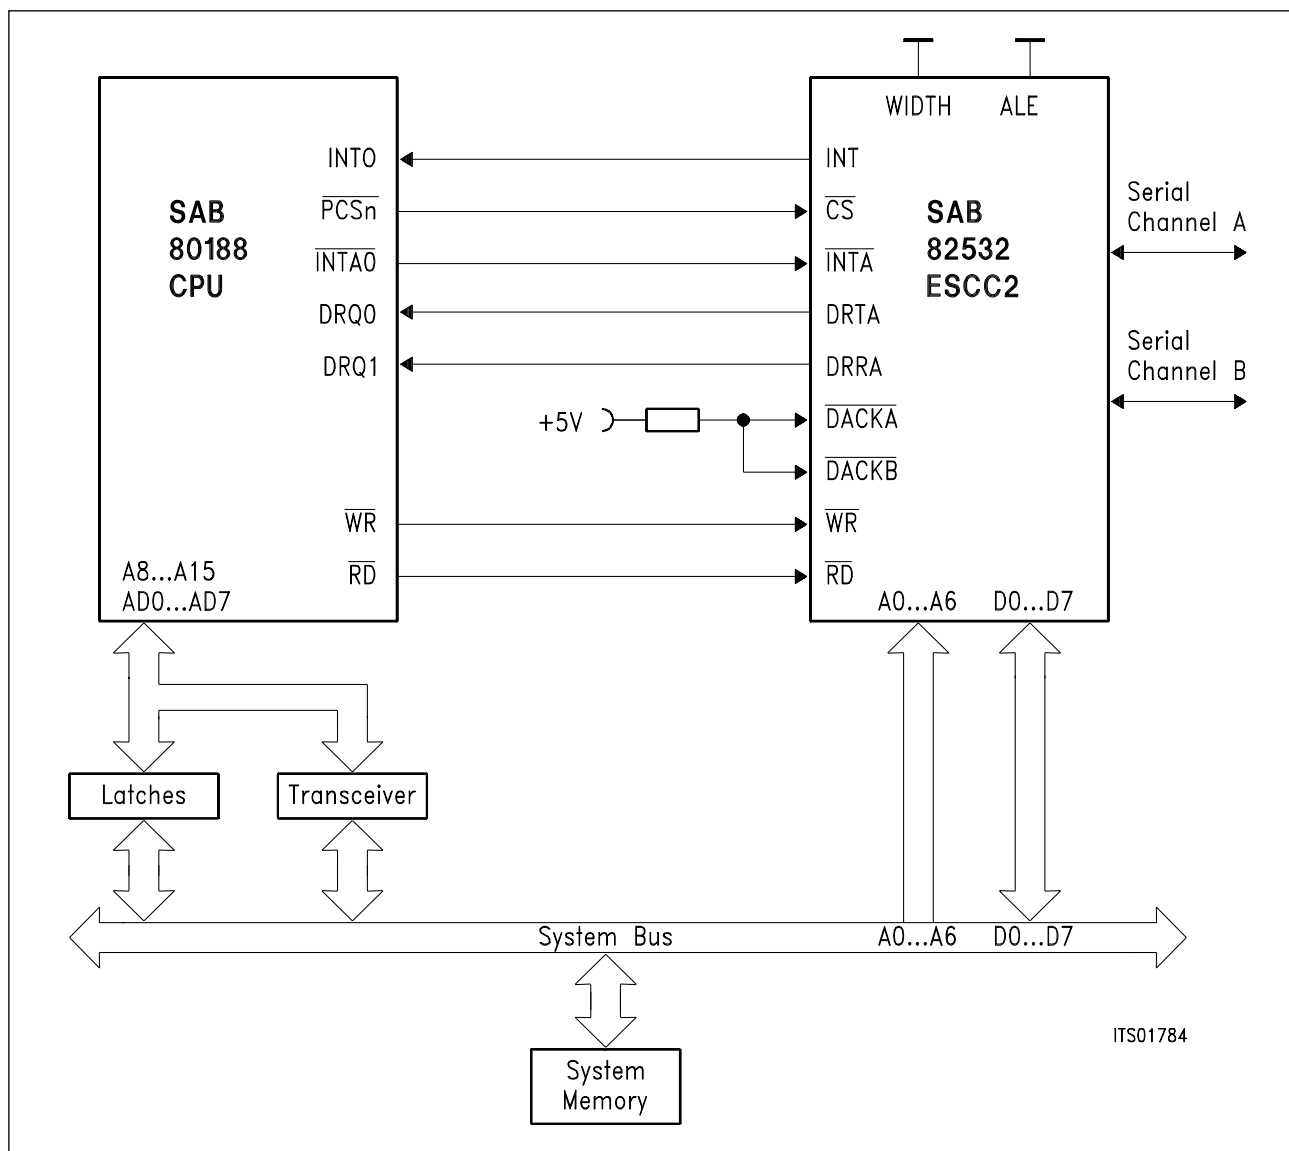 WIDTH ALE
INT0
INT
PCSn
CS
SAB
80188
CPU
SAB
82532
ESCC2
Serial
Channel A
INTA0
INTA
DRQ0
DRTA
DRQ1
DRRA
Serial
Channel B
+5V
DACKA
DACKB
WR
WR
RD
RD
A8...A15
AD0...AD7
A0...A6 D0...D7
Latches
Transceiver
System Bus
A0...A6 D0...D7
ITS01784
System
Memory